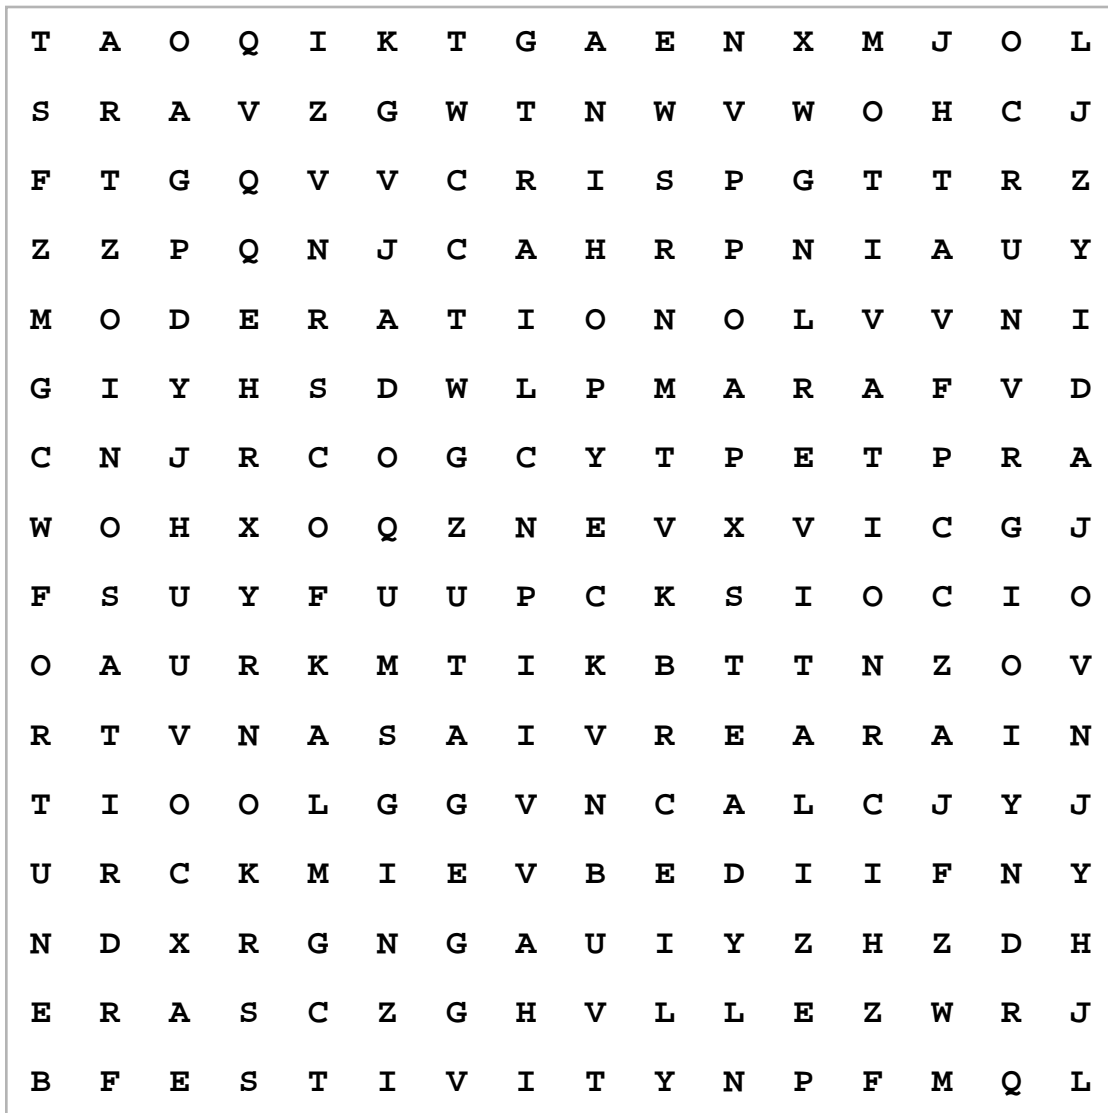 T A O Q I K T G A E N X M J O L
S R A V Z G W T N W V W O H C J
F T G Q V V C R I S P G T T R Z
Z Z P Q N J C A H R P N I A U Y
M O D E R A T I O N O L V V N I
G I Y H S D W L P M A R A F V D
C N J R C O G C Y T P E T P R A
W O H X O Q Z N E V X V I C G J
F S U Y F U U P C K S I O C I O
O A U R K M T I K B T T N Z O V
R T V N A S A I V R E A R A I N
T I O O L G G V N C A L C J Y J
U R C K M I E V B E D I I F N Y
N D X R G N G A U I Y Z H Z D H
E R A S C Z G H V L L E Z W R J
B F E S T I V I T Y N P F M Q L